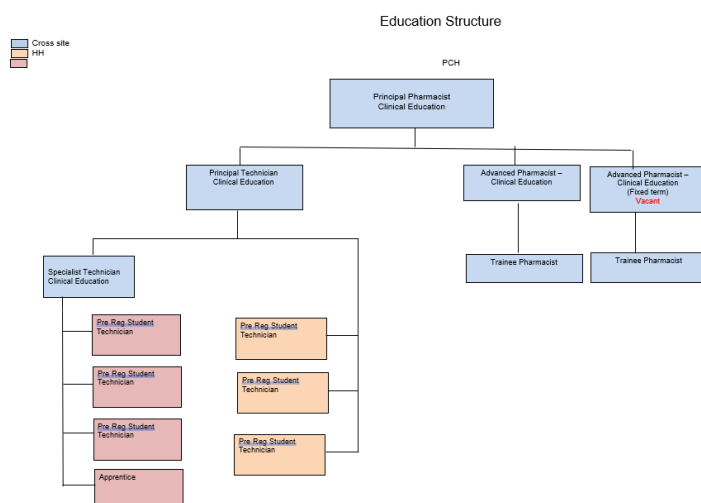 Education Structure
Cross site
HH
PCH
Principal Pharmacist
Clinical Education
Principal Technician
Clinical Education
Advanced Pharmacist –
Clinical Education
Advanced Pharmacist –
Clinical Education
(Fixed term)
Vacant
Specialist Technician
Clinical Education
Trainee Pharmacist
Trainee Pharmacist
Pre Reg Student
Technician
Pre Reg Student
Technician
Pre Reg Student
Technician
Apprentice
Pre Reg Student
Technician
Pre Reg Student
Technician
Pre Reg Student
Technician